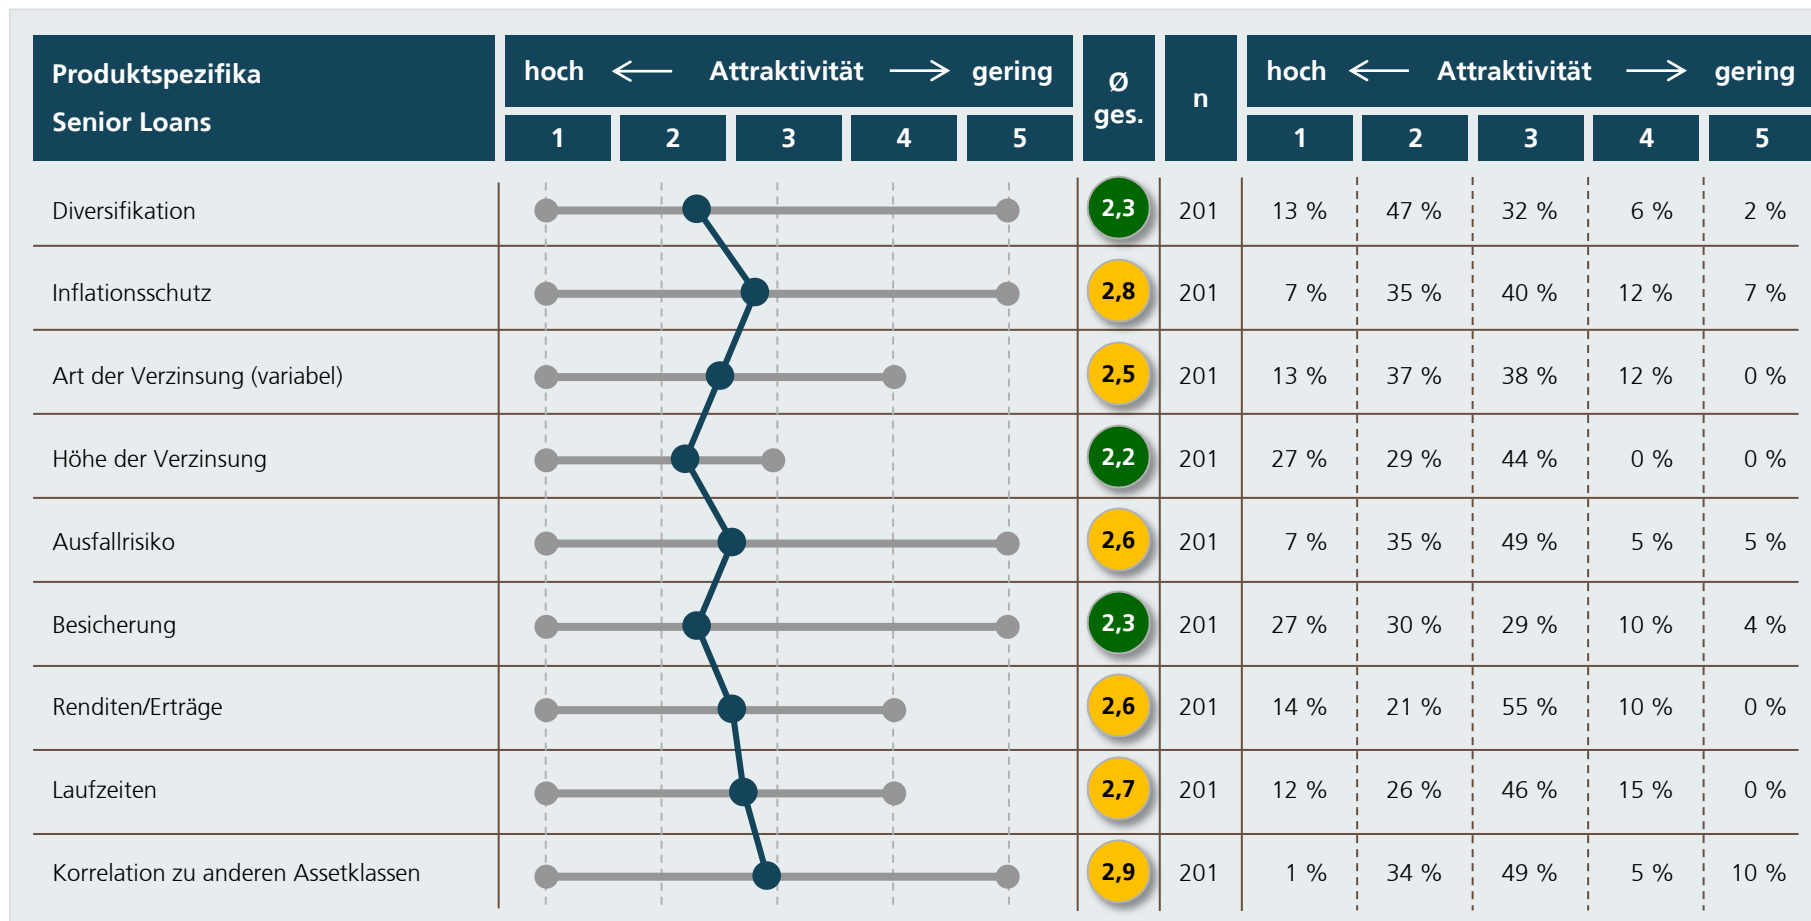 Produktspezifika
Senior Loans
hoch ← Attraktivität → gering
1 2 3 4 5
Ø ges.
n
hoch ← Attraktivität → gering
1 2 3 4 5
Diversifikation 2,3 201 13 % 47 % 32 % 6 % 2 %
Inflationsschutz 2,8 201 7 % 35 % 40 % 12 % 7 %
Art der Verzinsung (variabel) 2,5 201 13 % 37 % 38 % 12 % 0 %
Höhe der Verzinsung 2,2 201 27 % 29 % 44 % 0 % 0 %
Ausfallrisiko 2,6 201 7 % 35 % 49 % 5 % 5 %
Besicherung 2,3 201 27 % 30 % 29 % 10 % 4 %
Renditen/Erträge 2,6 201 14 % 21 % 55 % 10 % 0 %
Laufzeiten 2,7 201 12 % 26 % 46 % 15 % 0 %
Korrelation zu anderen Assetklassen 2,9 201 1 % 34 % 49 % 5 % 10 %